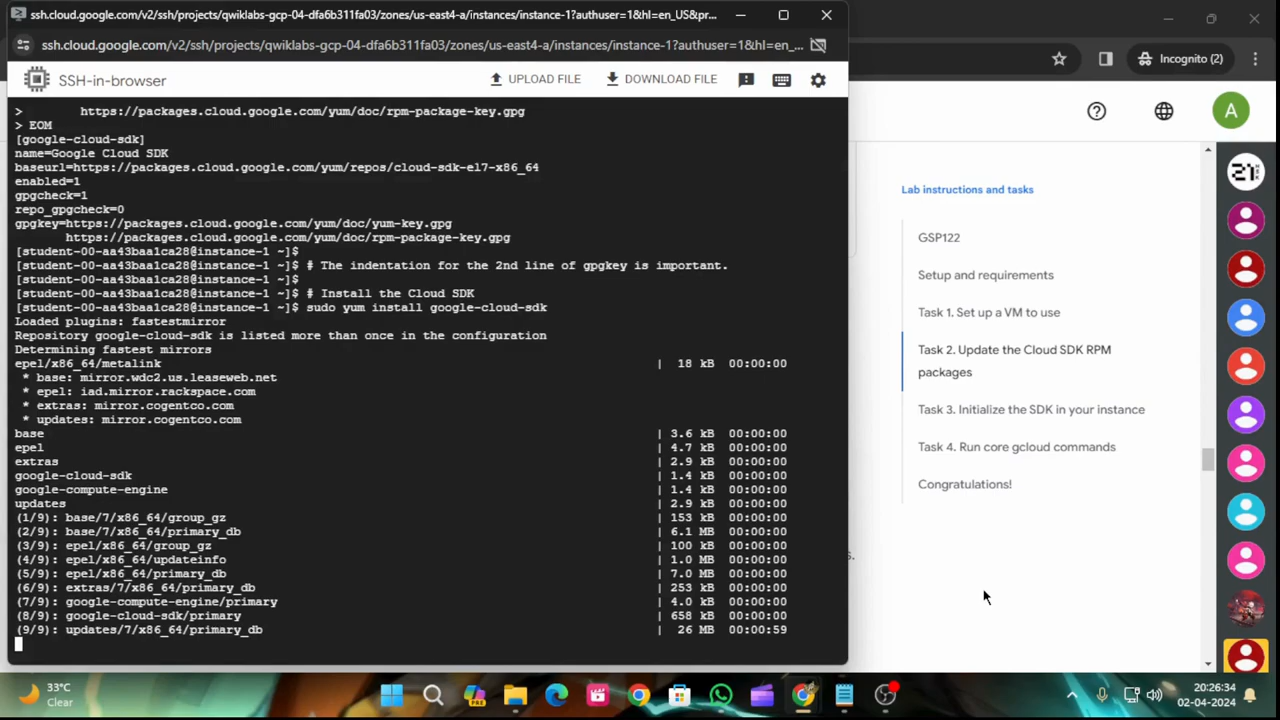 ssh.cloud.google.com/v2/ssh/projects/qwiklabs-gcp-04-dfa6b311fa03/zones/us-east4-a/instances/instance-1?authuser=1&hl=en_US&pr...
ssh.cloud.google.com/v2/ssh/projects/qwiklabs-gcp-04-dfa6b311fa03/zones/us-east4-a/instances/instance-1?authuser=1&hl=en_...
Incognito (2)
SSH-in-browser
UPLOAD FILE
DOWNLOAD FILE
A
>       https://packages.cloud.google.com/yum/doc/rpm-package-key.gpg
> EOM
[google-cloud-sdk]
name=Google Cloud SDK
baseurl=https://packages.cloud.google.com/yum/repos/cloud-sdk-el7-x86_64
enabled=1
gpgcheck=1
repo_gpgcheck=0
gpgkey=https://packages.cloud.google.com/yum/doc/yum-key.gpg
       https://packages.cloud.google.com/yum/doc/rpm-package-key.gpg
[student-00-aa43baa1ca28@instance-1 ~]$
[student-00-aa43baa1ca28@instance-1 ~]$ # The indentation for the 2nd line of gpgkey is important.
[student-00-aa43baa1ca28@instance-1 ~]$
[student-00-aa43baa1ca28@instance-1 ~]$ # Install the Cloud SDK
[student-00-aa43baa1ca28@instance-1 ~]$ sudo yum install google-cloud-sdk
Loaded plugins: fastestmirror
Repository google-cloud-sdk is listed more than once in the configuration
Determining fastest mirrors
epel/x86_64/metalink | 18 kB 00:00:00
 * base: mirror.wdc2.us.leaseweb.net
 * epel: iad.mirror.rackspace.com
 * extras: mirror.cogentco.com
 * updates: mirror.cogentco.com
base | 3.6 kB 00:00:00
epel | 4.7 kB 00:00:00
extras | 2.9 kB 00:00:00
google-cloud-sdk | 1.4 kB 00:00:00
google-compute-engine | 1.4 kB 00:00:00
updates | 2.9 kB 00:00:00
(1/9): base/7/x86_64/group_gz | 153 kB 00:00:00
(2/9): base/7/x86_64/primary_db | 6.1 MB 00:00:00
(3/9): epel/x86_64/group_gz | 100 kB 00:00:00
(4/9): epel/x86_64/updateinfo | 1.0 MB 00:00:00
(5/9): epel/x86_64/primary_db | 7.0 MB 00:00:00
(6/9): extras/7/x86_64/primary_db | 253 kB 00:00:00
(7/9): google-compute-engine/primary | 4.0 kB 00:00:00
(8/9): google-cloud-sdk/primary | 658 kB 00:00:00
(9/9): updates/7/x86_64/primary_db | 26 MB 00:00:59
Lab instructions and tasks
GSP122
Setup and requirements
Task 1. Set up a VM to use
Task 2. Update the Cloud SDK RPM
packages
Task 3. Initialize the SDK in your instance
Task 4. Run core gcloud commands
Congratulations!
21
33°C
Clear
PRE
20:26:34
02-04-2024